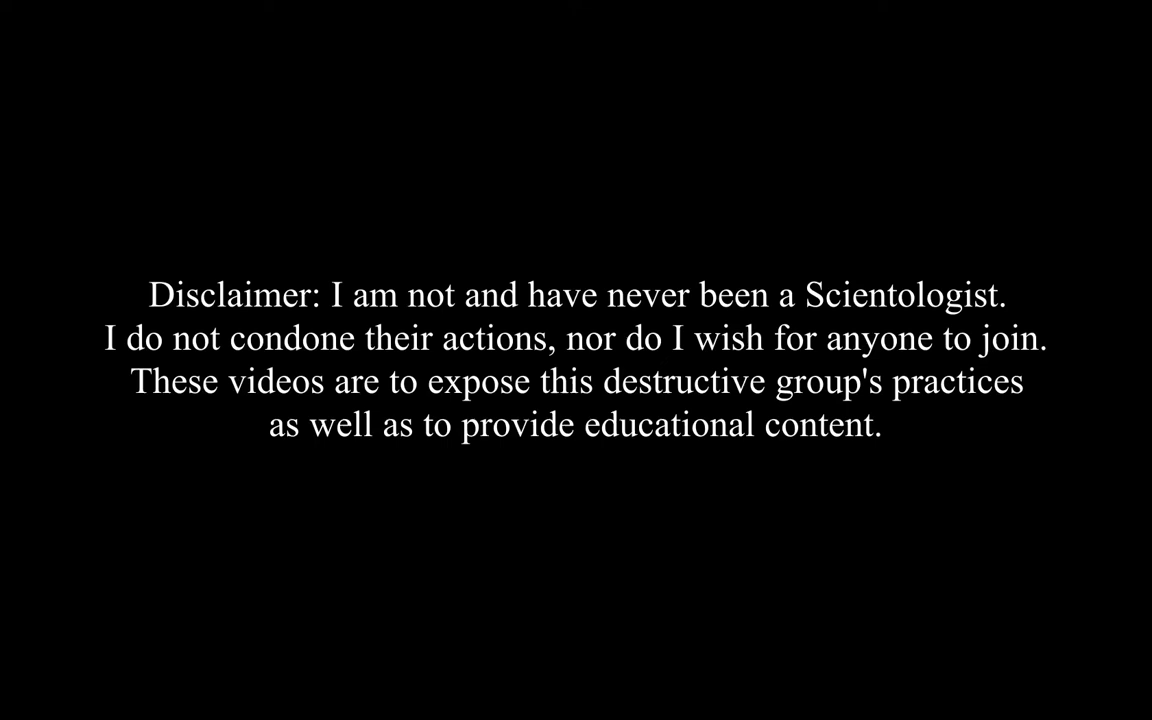 Disclaimer: I am not and have never been a Scientologist.
I do not condone their actions, nor do I wish for anyone to join.
These videos are to expose this destructive group's practices
as well as to provide educational content.